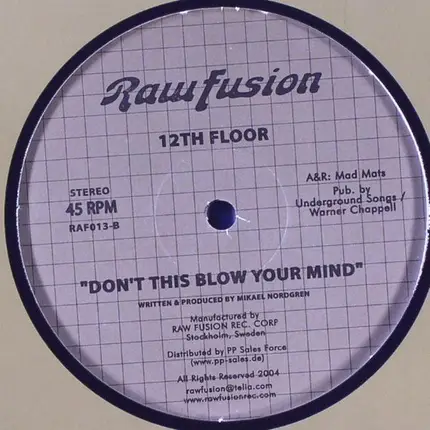 Raw fusion
12TH FLOOR
STEREO
45 RPM
RAF013-B
A&R: Mad Mats
Pub. by
Underground Songs /
Warner Chappell
"DON'T THIS BLOW YOUR MIND"
WRITTEN & PRODUCED BY MIKAEL NORDGREN
Manufactured by
RAW FUSION REC. CORP
Stockholm, Sweden
Distributed by PP Sales Force
(www.pp-sales.de)
All Rights Reserved 2004
rawfusion@telia.com
www.rawfusionrec.com